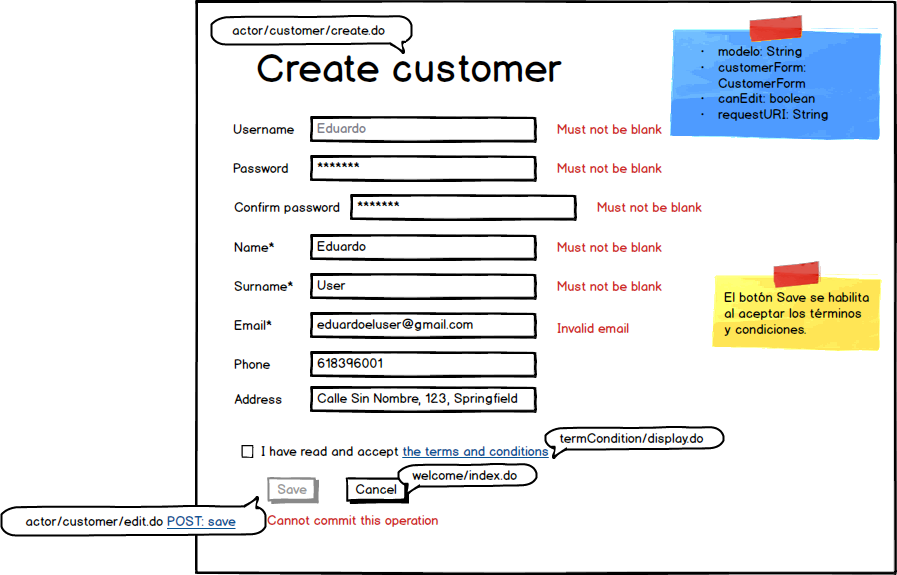 actor/customer/create.do
Create customer
· modelo: String
· customerForm:
CustomerForm
· canEdit: boolean
· requestURI: String
Username Eduardo Must not be blank
Password ******* Must not be blank
Confirm password ******* Must not be blank
Name* Eduardo Must not be blank
Surname* User Must not be blank
Email* eduardoeluser@gmail.com Invalid email
Phone 618396001
Address Calle Sin Nombre, 123, Springfield
El botón Save se habilita
al aceptar los términos
y condiciones.
I have read and accept the terms and conditions
termCondition/display.do
Save Cancel
welcome/index.do
actor/customer/edit.do POST: save
Cannot commit this operation